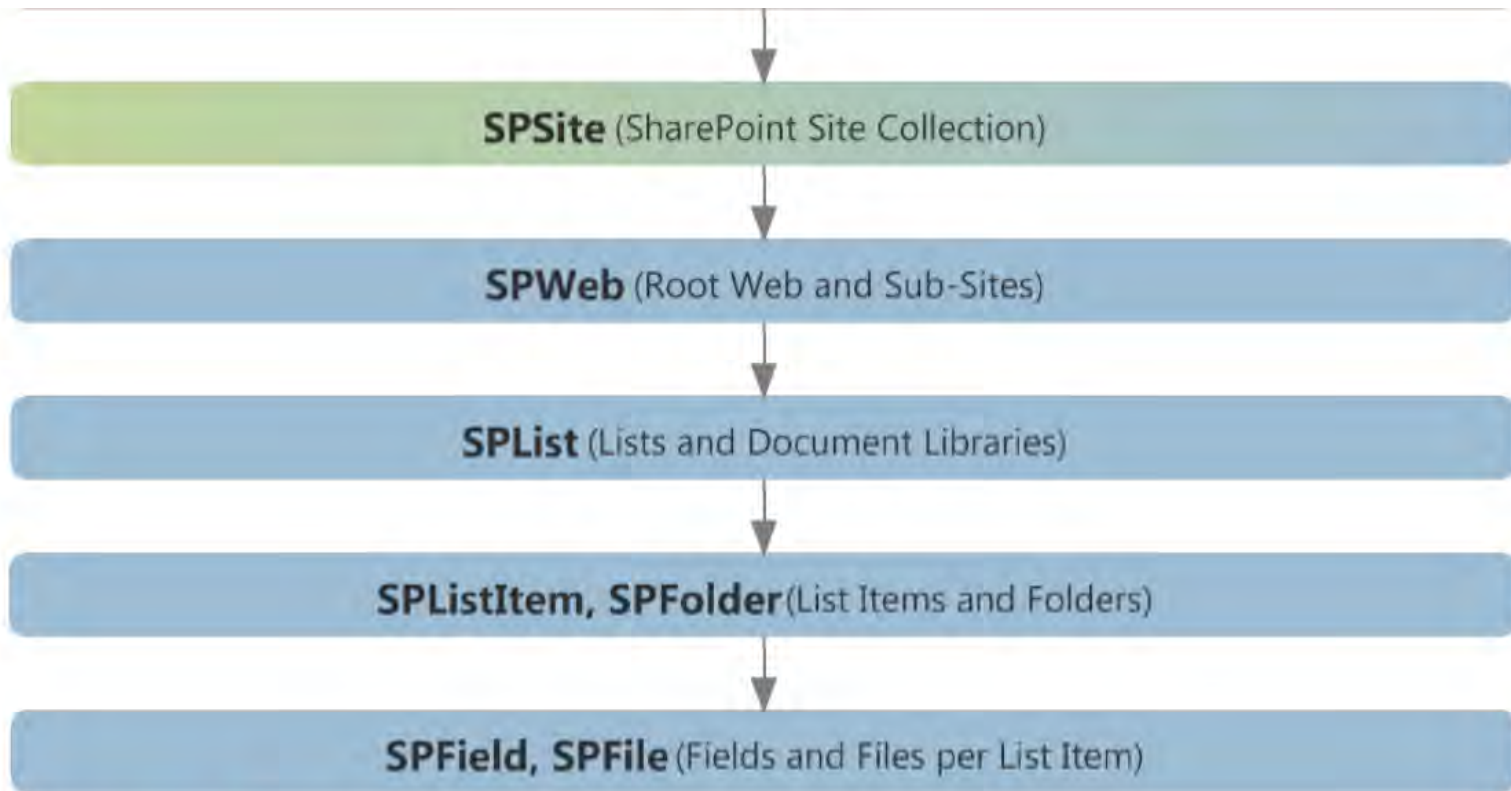 SPSite (SharePoint Site Collection)
SPWeb (Root Web and Sub-Sites)
SPList (Lists and Document Libraries)
SPListItem, SPFolder(List Items and Folders)
SPField, SPFile (Fields and Files per List Item)